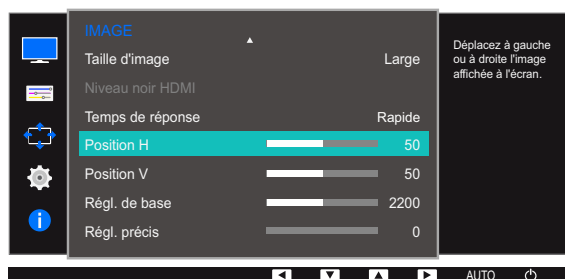 IMAGE
Taille d'image Large
Niveau noir HDMI
Temps de réponse Rapide
Position H 50
Position V 50
Régl. de base 2200
Régl. précis 0
Déplacez à gauche
ou à droite l'image
affichée à l'écran.
AUTO